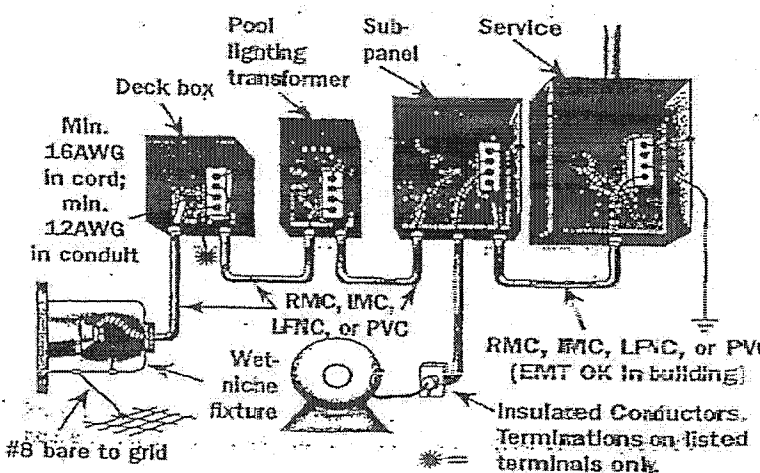 Pool
lighting
transformer
Sub-
panel
Service
Deck box
Min.
16AWG
in cord;
min.
12AWG
in conduit
RMC, IMC,
LFNC, or PVC
RMC, IMC, LFNC, or PVC
(EMT OK in building)
Wet-
niche
fixture
#8 bare to grid
Insulated Conductors.
Terminations on listed
terminals only.
=